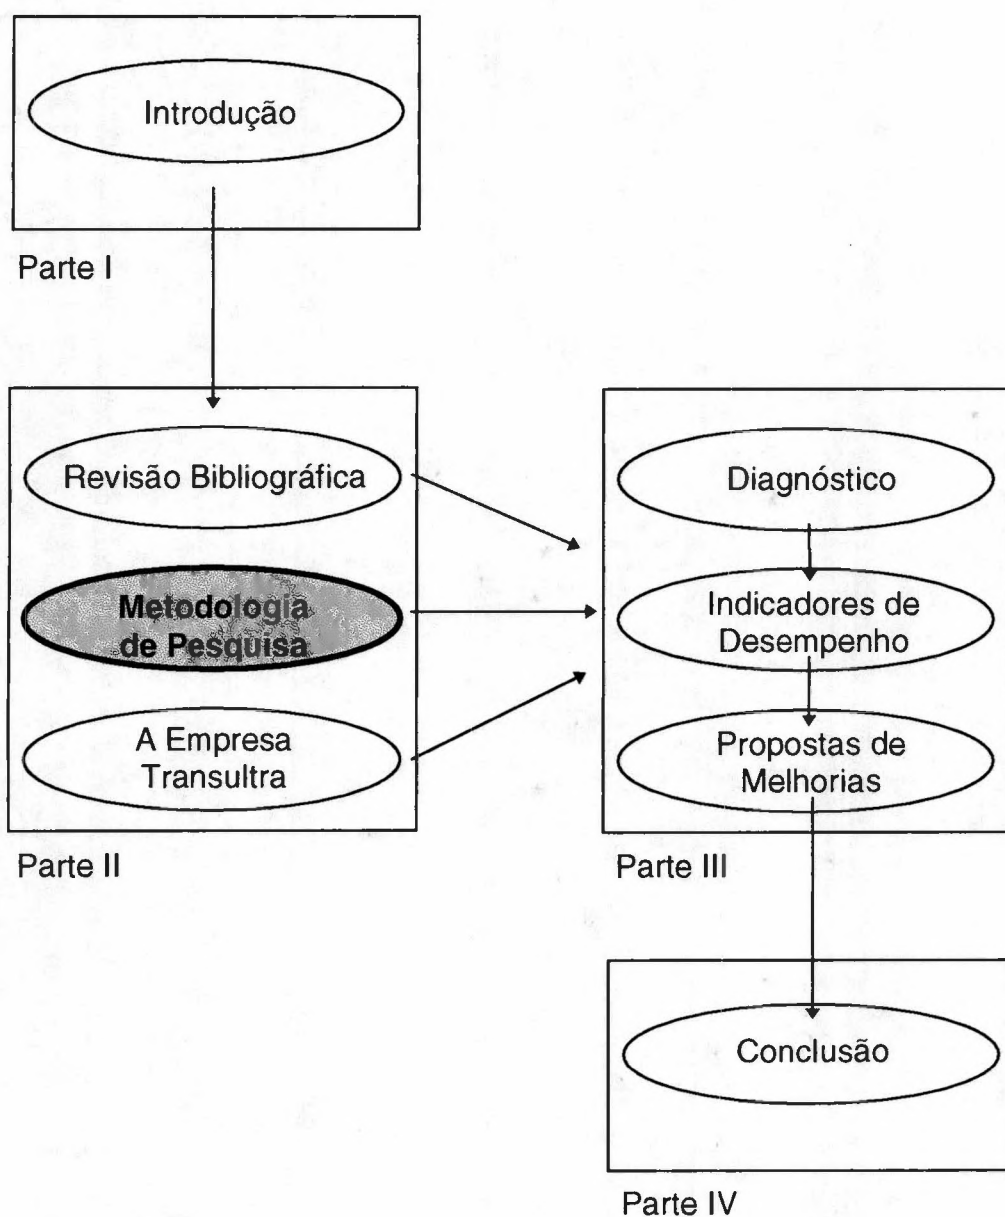 Introdução
Parte I
Revisão Bibliográfica
Metodologia
de Pesquisa
A Empresa
Transultra
Parte II
Diagnóstico
Indicadores de
Desempenho
Propostas de
Melhorias
Parte III
Conclusão
Parte IV